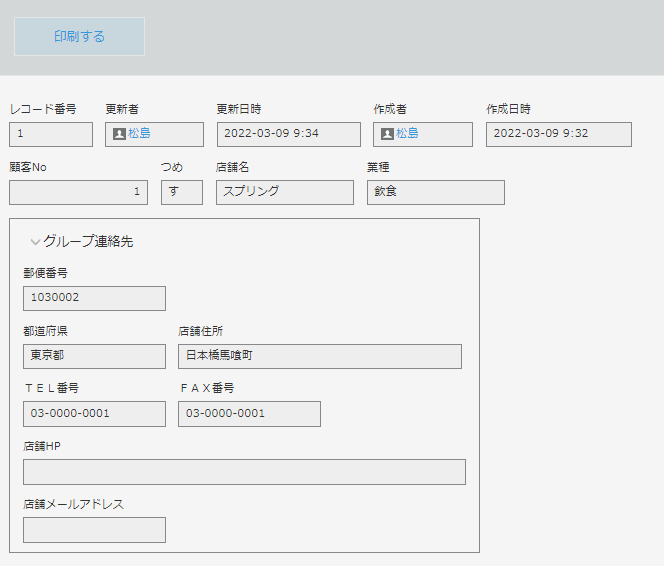 印刷する
レコード番号 更新者 更新日時 作成者 作成日時
1 松島 2022-03-09 9:34 松島 2022-03-09 9:32
顧客No つめ 店舗名 業種
1 す スプリング 飲食
グループ連絡先
郵便番号
1030002
都道府県 店舗住所
東京都 日本橋馬喰町
ＴＥＬ番号 ＦＡＸ番号
03-0000-0001 03-0000-0001
店舗HP
店舗メールアドレス